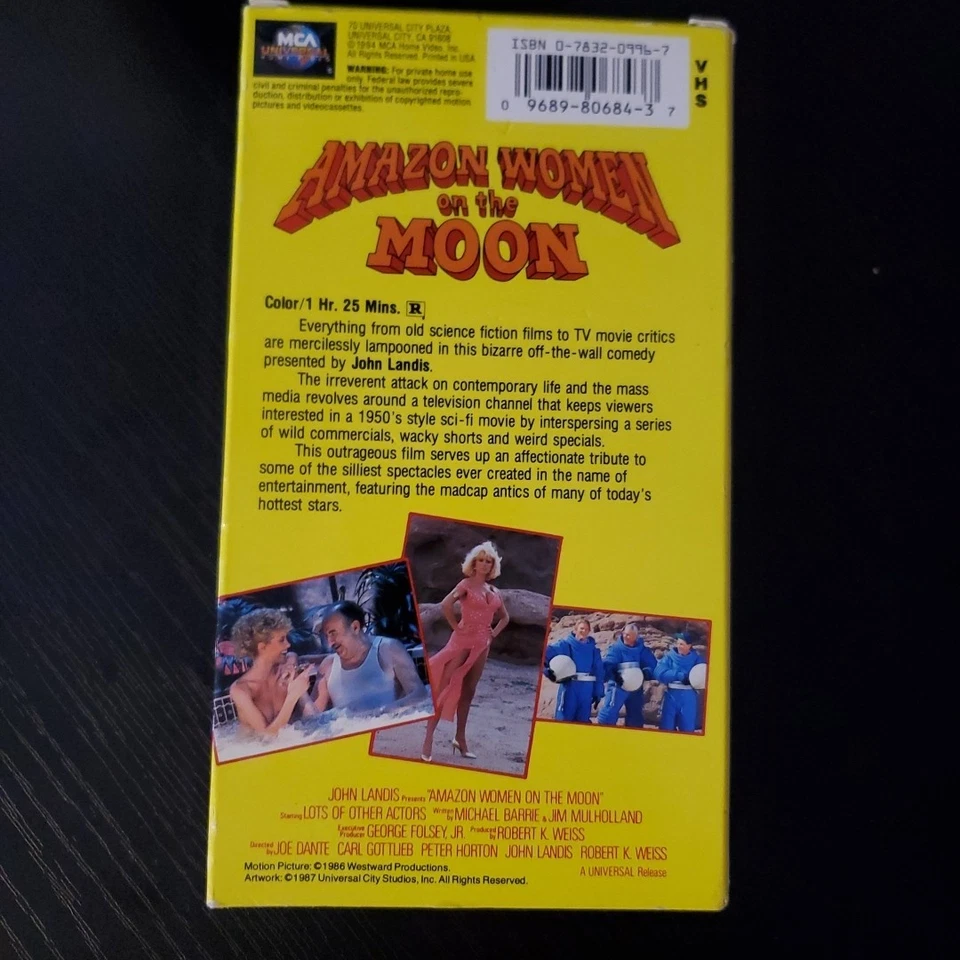 MCA
UNIVERSAL
70 UNIVERSAL CITY PLAZA
UNIVERSAL CITY, CA 91608
©1994 MCA Home Video, Inc.
All Rights Reserved. Printed in USA
WARNING: For private home use
only. Federal law provides severe
civil and criminal penalties for the unauthorized repro-
duction, distribution or exhibition of copyrighted motion
pictures and videocassettes.
ISBN 0-7832-0996-7
0 9689-80684-3 7
VHS
AMAZON WOMEN
on the
MOON
Color/1 Hr. 25 Mins. R
Everything from old science fiction films to TV movie critics
are mercilessly lampooned in this bizarre off-the-wall comedy
presented by John Landis.
The irreverent attack on contemporary life and the mass
media revolves around a television channel that keeps viewers
interested in a 1950's style sci-fi movie by interspersing a series
of wild commercials, wacky shorts and weird specials.
This outrageous film serves up an affectionate tribute to
some of the silliest spectacles ever created in the name of
entertainment, featuring the madcap antics of many of today's
hottest stars.
JOHN LANDIS Presents "AMAZON WOMEN ON THE MOON"
Starring LOTS OF OTHER ACTORS Written by MICHAEL BARRIE & JIM MULHOLLAND
Executive Producer GEORGE FOLSEY, JR. Produced by ROBERT K. WEISS
Directed by JOE DANTE CARL GOTTLIEB PETER HORTON JOHN LANDIS ROBERT K. WEISS
Motion Picture: ©1986 Westward Productions.
Artwork: ©1987 Universal City Studios, Inc. All Rights Reserved.
A UNIVERSAL Release